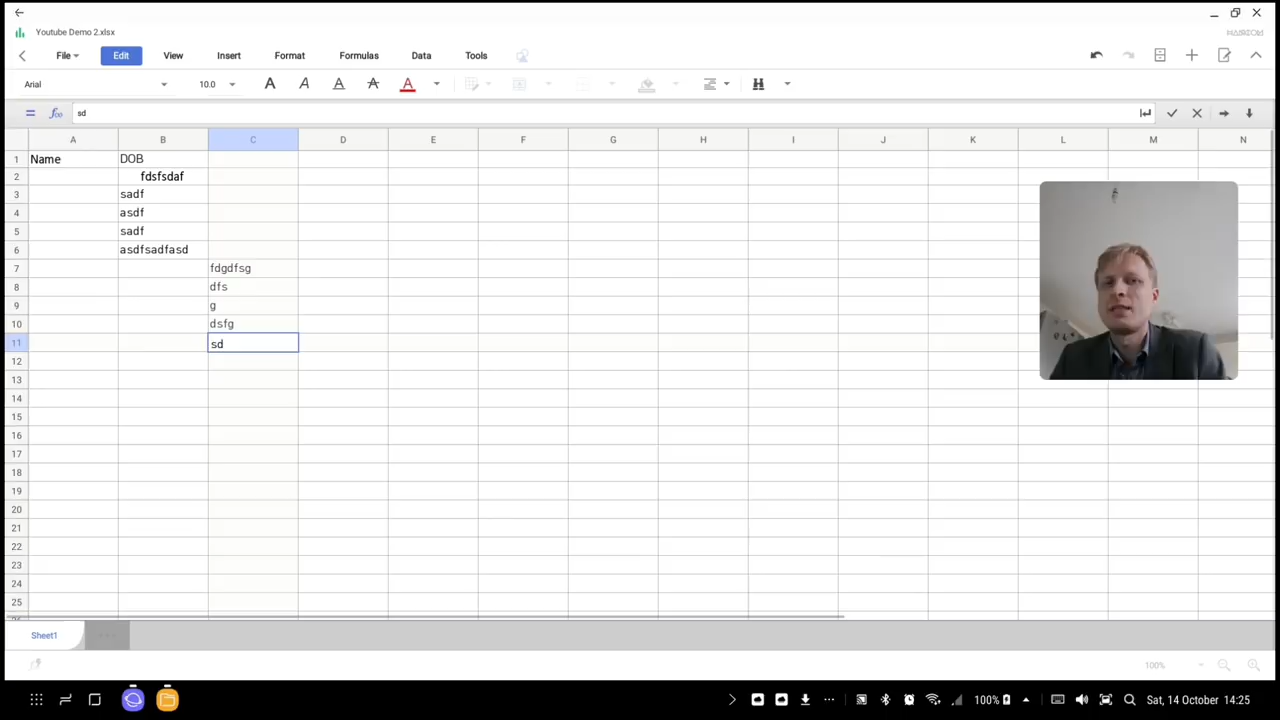 Youtube Demo 2.xlsx
HANCOM
File Edit View Insert Format Formulas Data Tools
Arial 10.0 A A A A A
= f(x) sd
A B C D E F G H I J K L M N
1 Name DOB
2 fdsfsdaf
3 sadf
4 asdf
5 sadf
6 asdfsadfasd
7 fdgdfsg
8 dfs
9 g
10 dsfg
11 sd
12
13
14
15
16
17
18
19
20
21
22
23
24
25
Sheet1
100%
100% Sat, 14 October 14:25